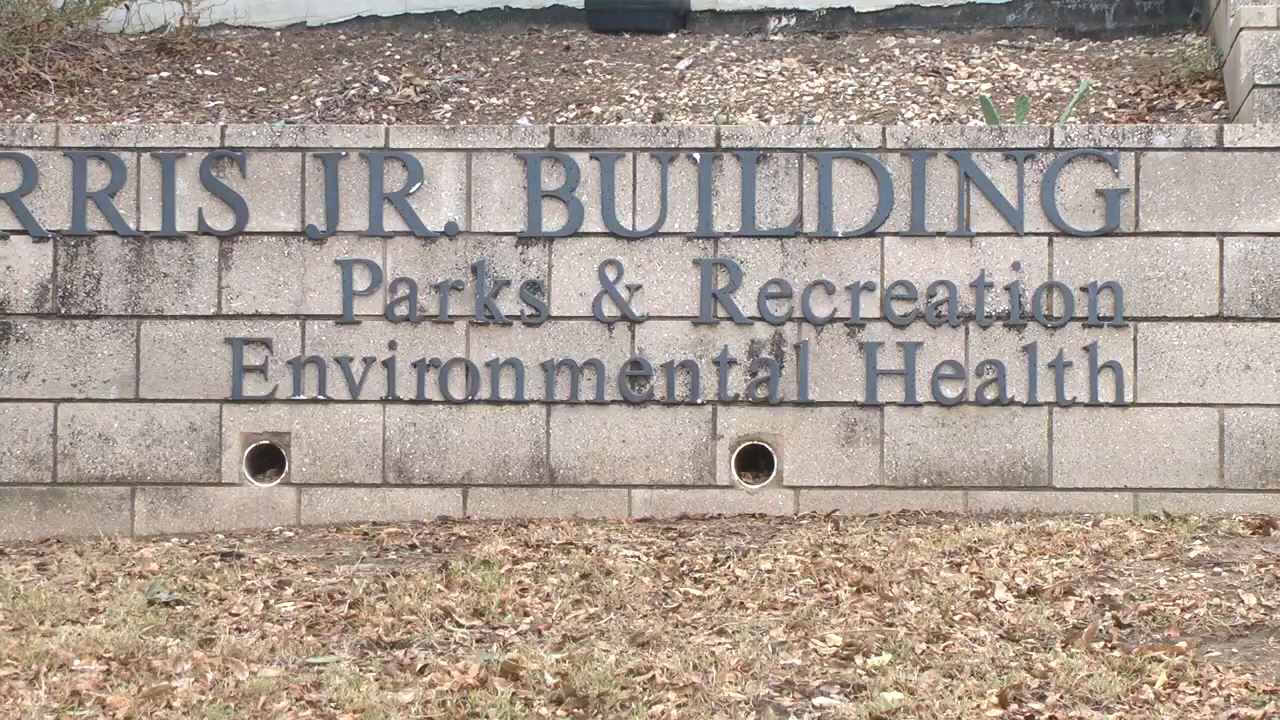 RRIS JR. BUILDING
Parks & Recreation
Environmental Health